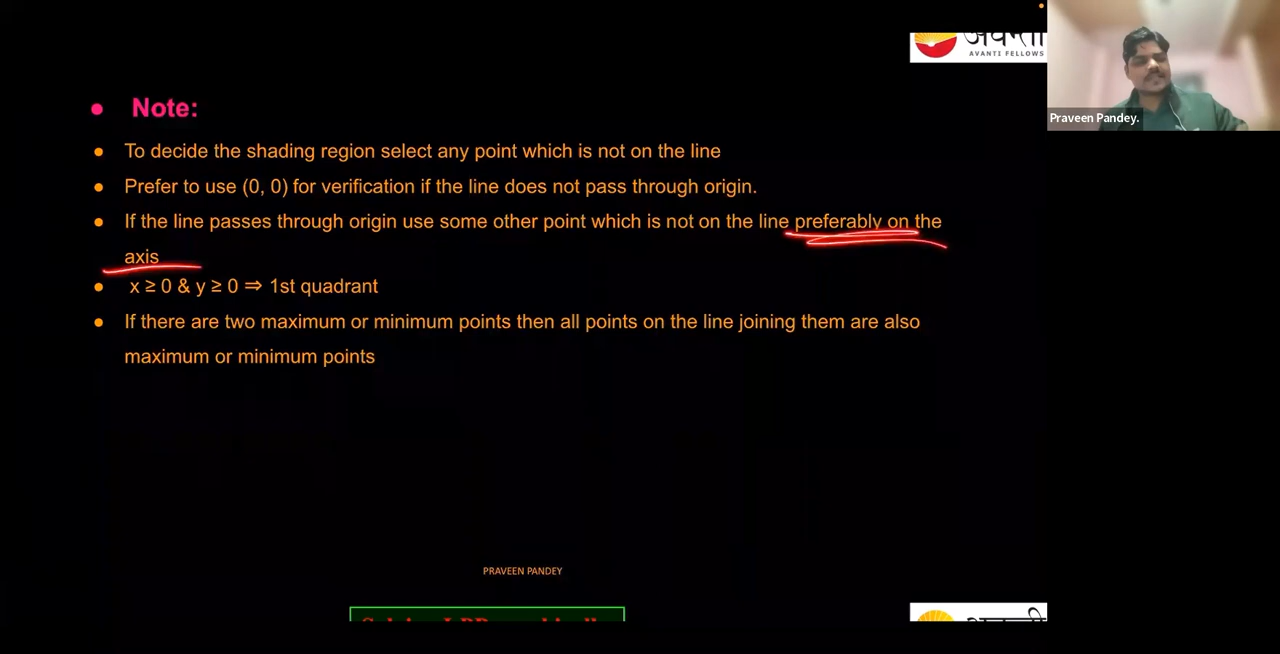 AVANTI FELLOWS
Praveen Pandey.
● Note:
● To decide the shading region select any point which is not on the line
● Prefer to use (0, 0) for verification if the line does not pass through origin.
● If the line passes through origin use some other point which is not on the line preferably on the
axis
● x ≥ 0 & y ≥ 0 ⇒ 1st quadrant
● If there are two maximum or minimum points then all points on the line joining them are also
maximum or minimum points
PRAVEEN PANDEY